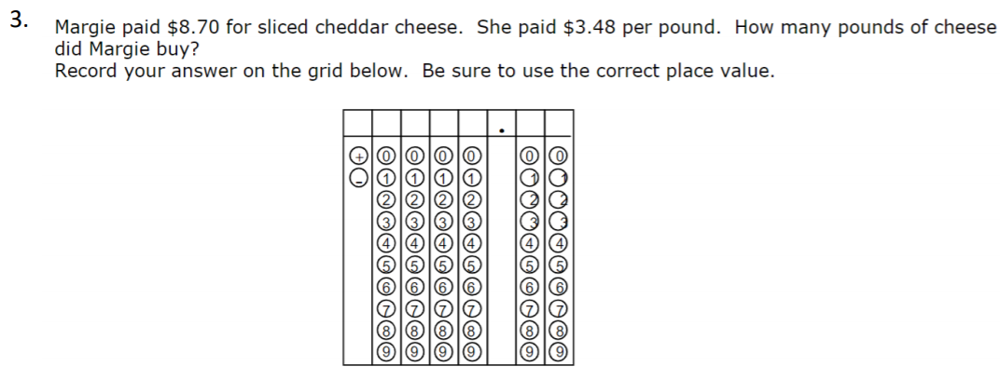 3. Margie paid $8.70 for sliced cheddar cheese. She paid $3.48 per pound. How many pounds of cheese
did Margie buy?
Record your answer on the grid below. Be sure to use the correct place value.
.
+ 0 0 0 0 0 0
- 1 1 1 1 1 1
2 2 2 2 2 2
3 3 3 3 3 3
4 4 4 4 4 4
5 5 5 5 5 5
6 6 6 6 6 6
7 7 7 7 7 7
8 8 8 8 8 8
9 9 9 9 9 9